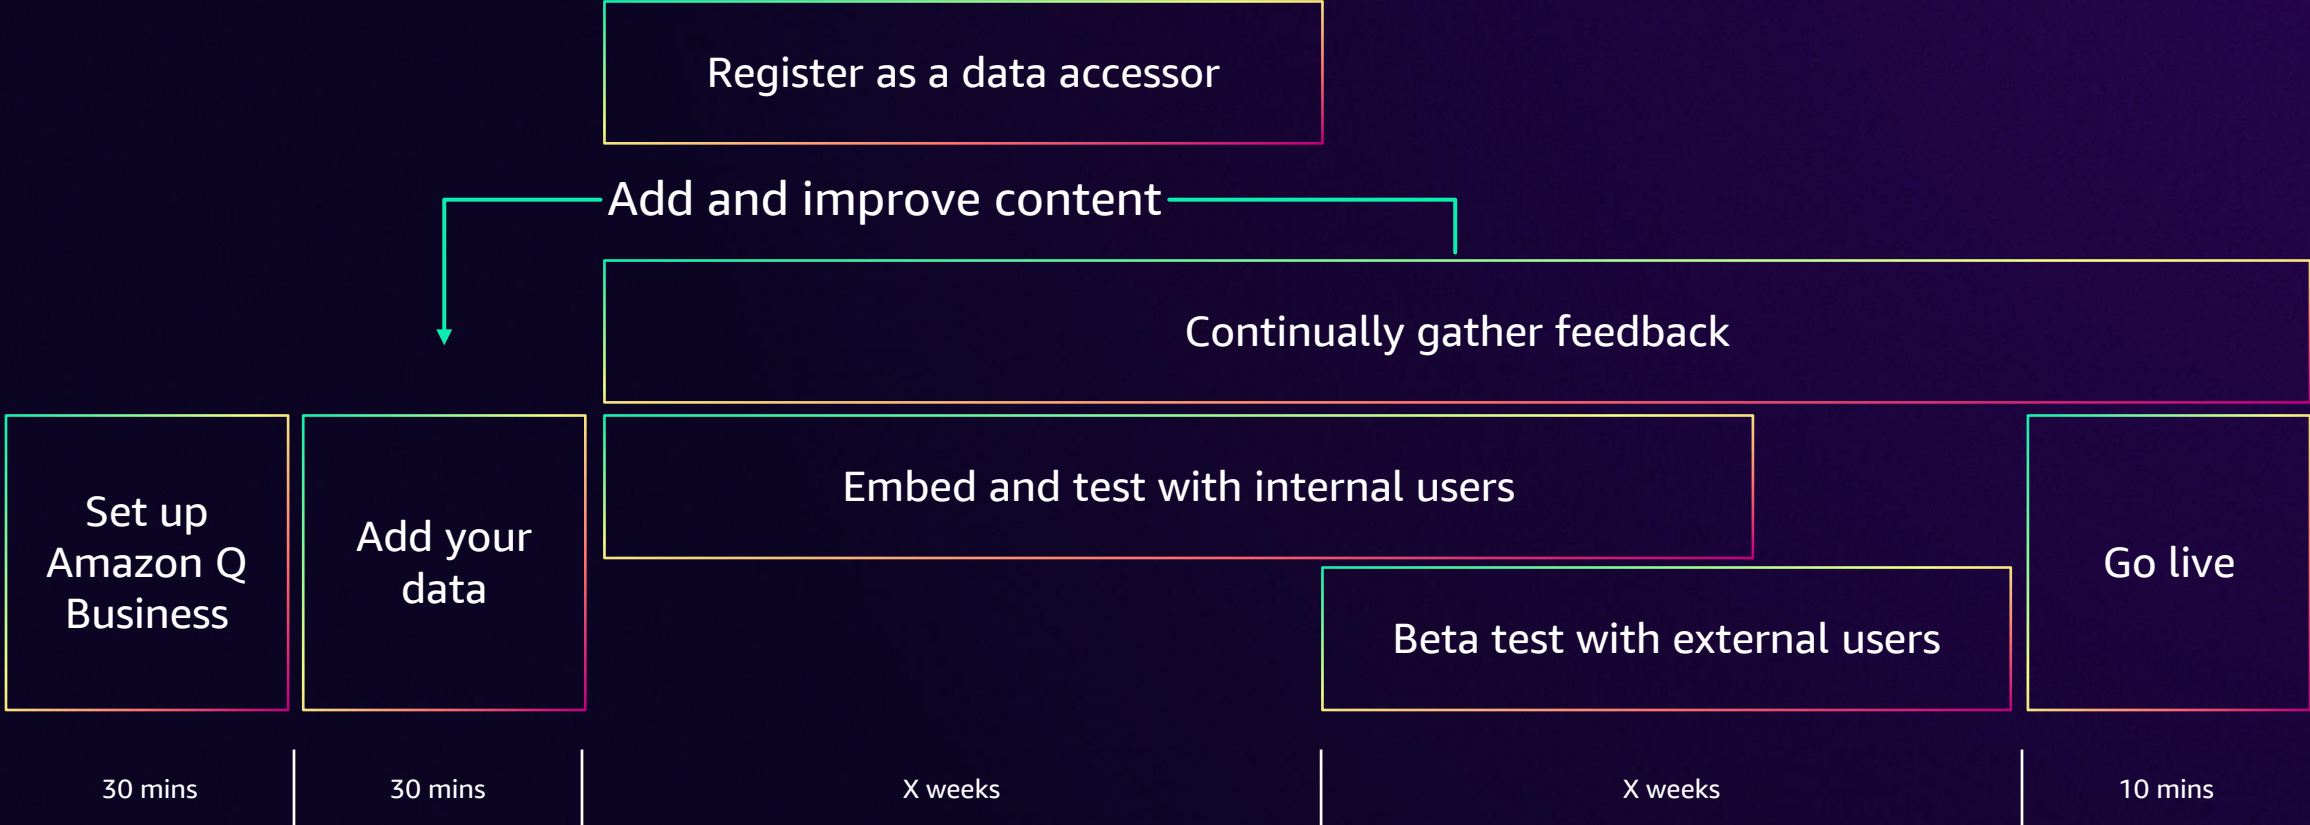 Register as a data accessor
Add and improve content
Continually gather feedback
Set up
Amazon Q
Business
Add your
data
Embed and test with internal users
Beta test with external users
Go live
30 mins
30 mins
X weeks
X weeks
10 mins